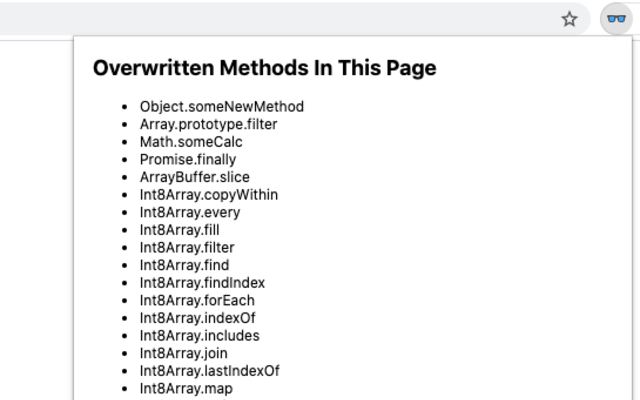 Overwritten Methods In This Page
• Object.someNewMethod
• Array.prototype.filter
• Math.someCalc
• Promise.finally
• ArrayBuffer.slice
• Int8Array.copyWithin
• Int8Array.every
• Int8Array.fill
• Int8Array.filter
• Int8Array.find
• Int8Array.findIndex
• Int8Array.forEach
• Int8Array.indexOf
• Int8Array.includes
• Int8Array.join
• Int8Array.lastIndexOf
• Int8Array.map